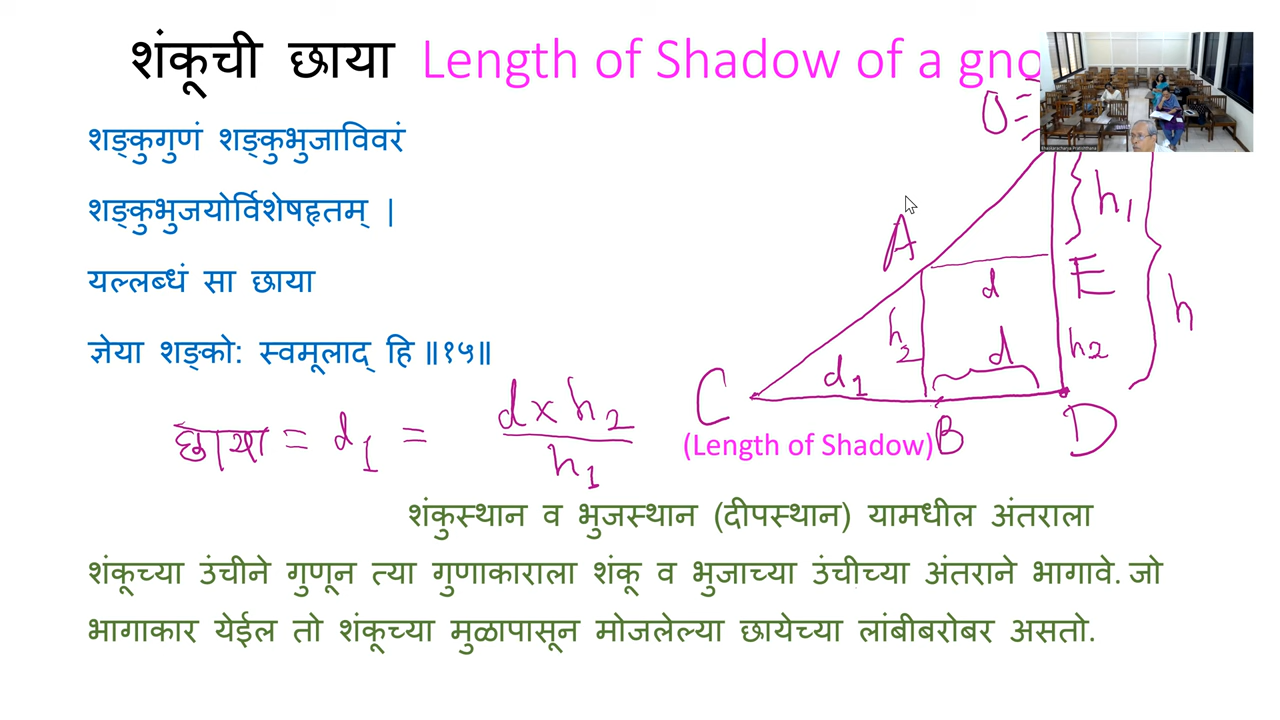 शंकूची छाया Length of Shadow of a gno
शङ्कुगुणं शङ्कुभुजाविवरं
शङ्कुभुजयोर्विशेषहृतम् |
यल्लब्धं सा छाया
ज्ञेया शङ्को: स्वमूलाद् हि ॥१५॥
छाया = d1 = d x h2 / h1
A
h1
E
d
h
h2
d
h2
d1
C
B
D
(Length of Shadow)
शंकुस्थान व भुजस्थान (दीपस्थान) यामधील अंतराला
शंकूच्या उंचीने गुणून त्या गुणाकाराला शंकू व भुजाच्या उंचीच्या अंतराने भागावे. जो
भागाकार येईल तो शंकूच्या मुळापासून मोजलेल्या छायेच्या लांबीबरोबर असतो.